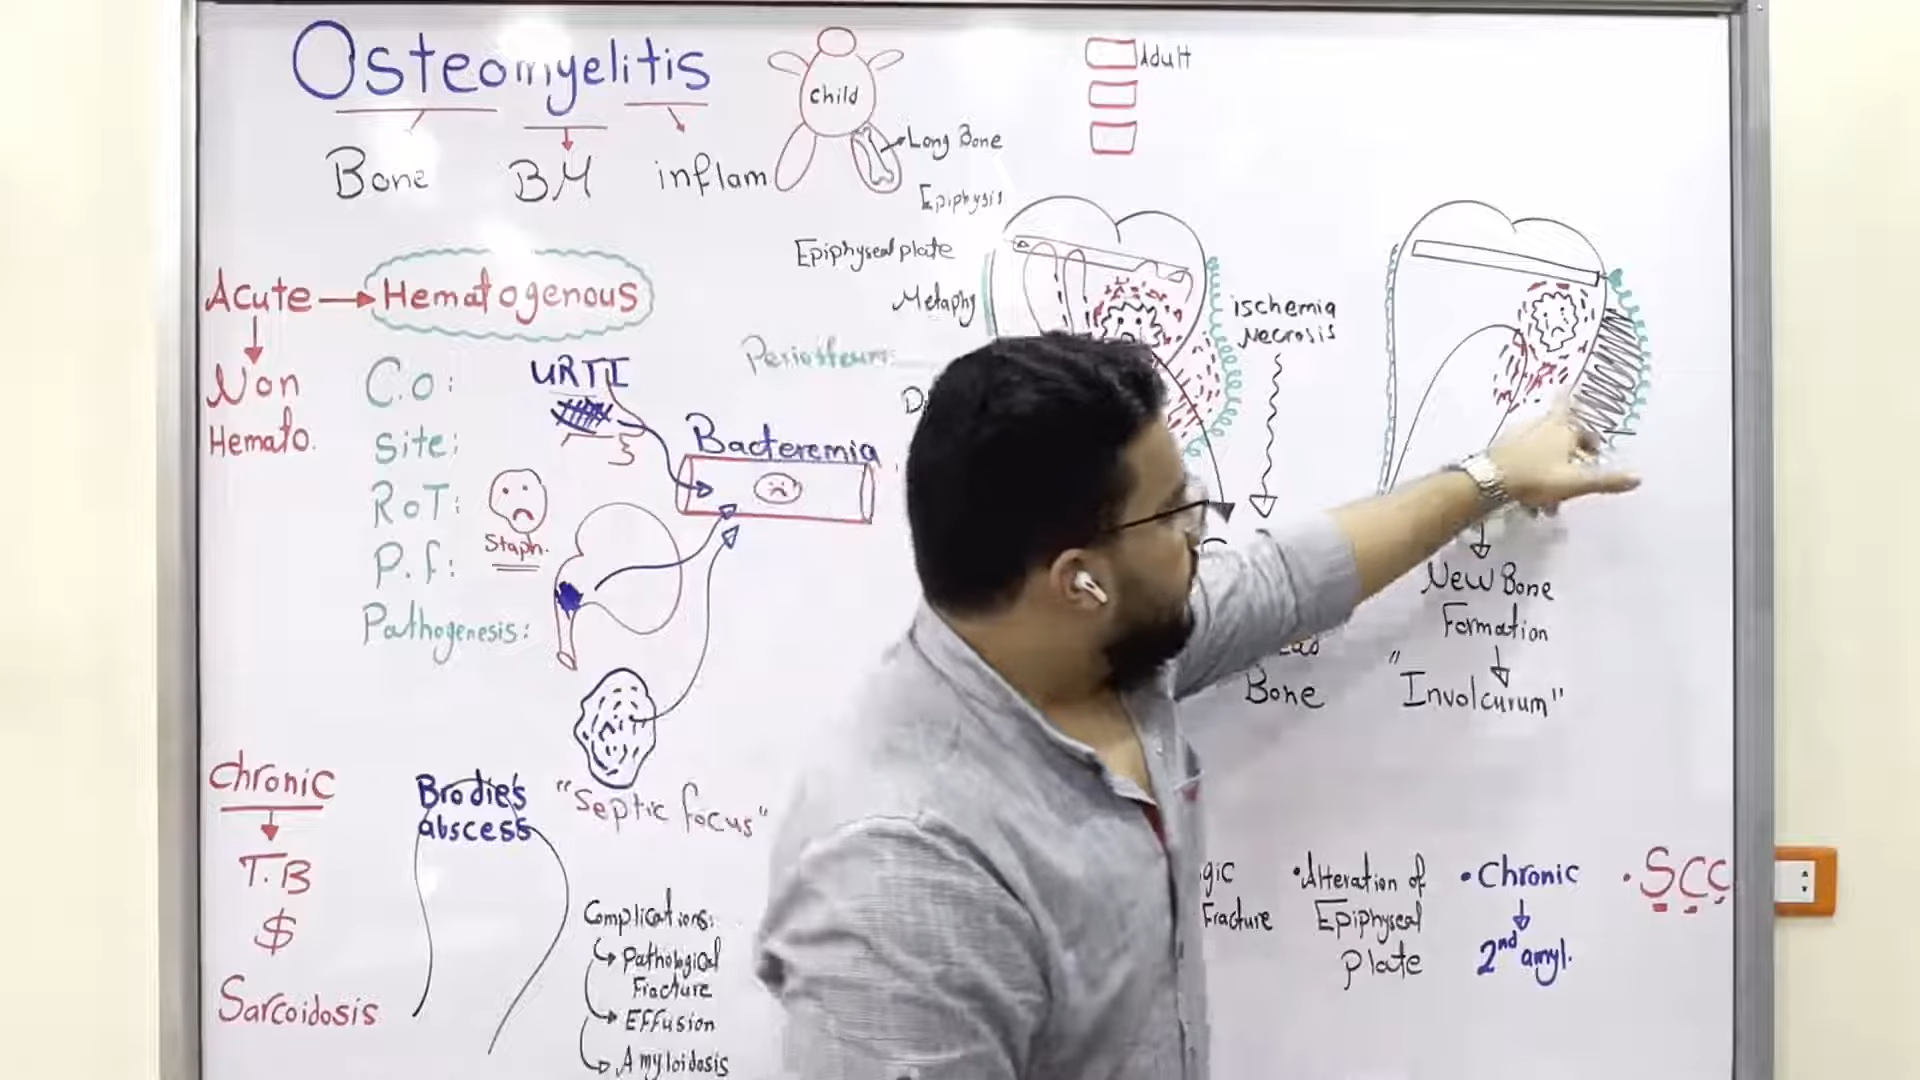 Osteomyelitis
Bone
BM
inflam
child
Long Bone
Adult
Epiphysis
Epiphyseal plate
Metaphy
Periosteum:
ischemia
Necrosis
Acute → Hematogenous
Non
Hemato.
C.O:
Site:
RoT:
P.f:
Pathogenesis:
URTI
Staph.
Bacteremia
"Septic focus"
Bone
New Bone
Formation
"Involcurum"
Chronic
T.B
$
Sarcoidosis
Brodie's
abscess
Complications:
Pathological
Fracture
Effusion
Amyloidosis
gic
Fracture
•Alteration of
Epiphyseal
plate
•Chronic
2nd amyl.
•SCC